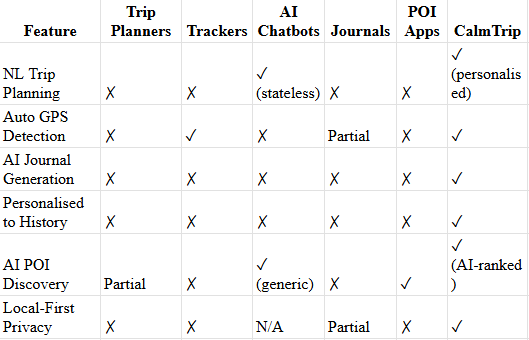 Feature Trip Planners Trackers AI Chatbots Journals POI Apps CalmTrip
NL Trip Planning ✗ ✗ ✓ (stateless) ✗ ✗ ✓ (personalised)
Auto GPS Detection ✗ ✓ ✗ Partial ✗ ✓
AI Journal Generation ✗ ✗ ✗ ✗ ✗ ✓
Personalised to History ✗ ✗ ✗ ✗ ✗ ✓
AI POI Discovery Partial ✗ ✓ (generic) ✗ ✓ ✓ (AI-ranked)
Local-First Privacy ✗ ✗ N/A Partial ✗ ✓